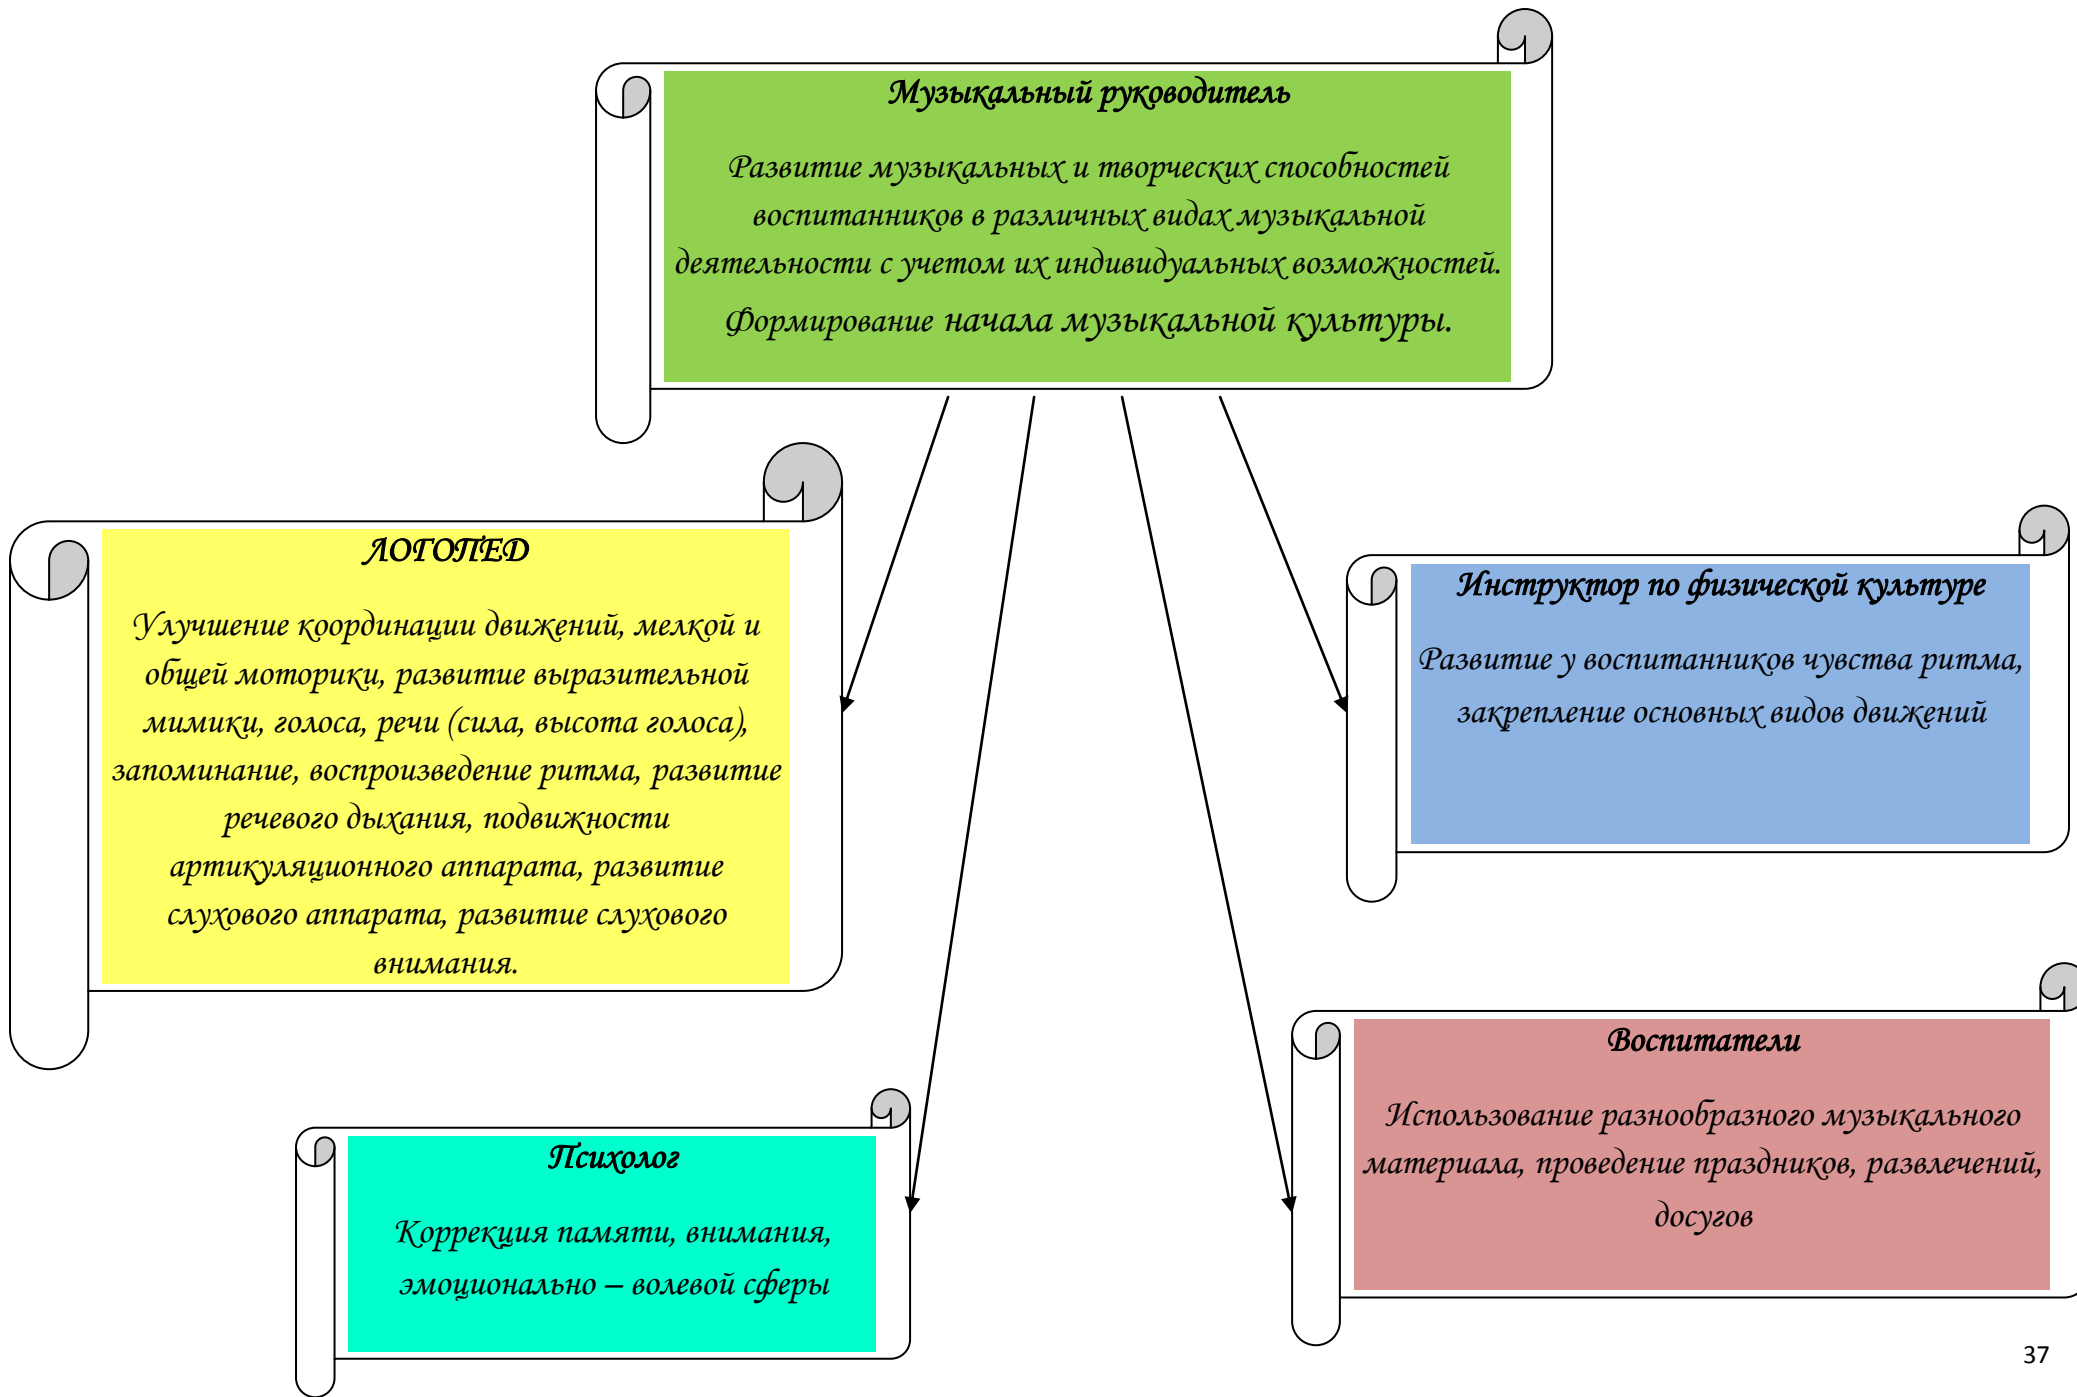 Музыкальный руководитель
Развитие музыкальных и творческих способностей
воспитанников в различных видах музыкальной
деятельности с учетом их индивидуальных возможностей.
Формирование начала музыкальной культуры.
ЛОГОПЕД
Улучшение координации движений, мелкой и
общей моторики, развитие выразительной
мимики, голоса, речи (сила, высота голоса),
запоминание, воспроизведение ритма, развитие
речевого дыхания, подвижности
артикуляционного аппарата, развитие
слухового аппарата, развитие слухового
внимания.
Инструктор по физической культуре
Развитие у воспитанников чувства ритма,
закрепление основных видов движений
Психолог
Коррекция памяти, внимания,
эмоционально – волевой сферы
Воспитатели
Использование разнообразного музыкального
материала, проведение праздников, развлечений,
досугов
37